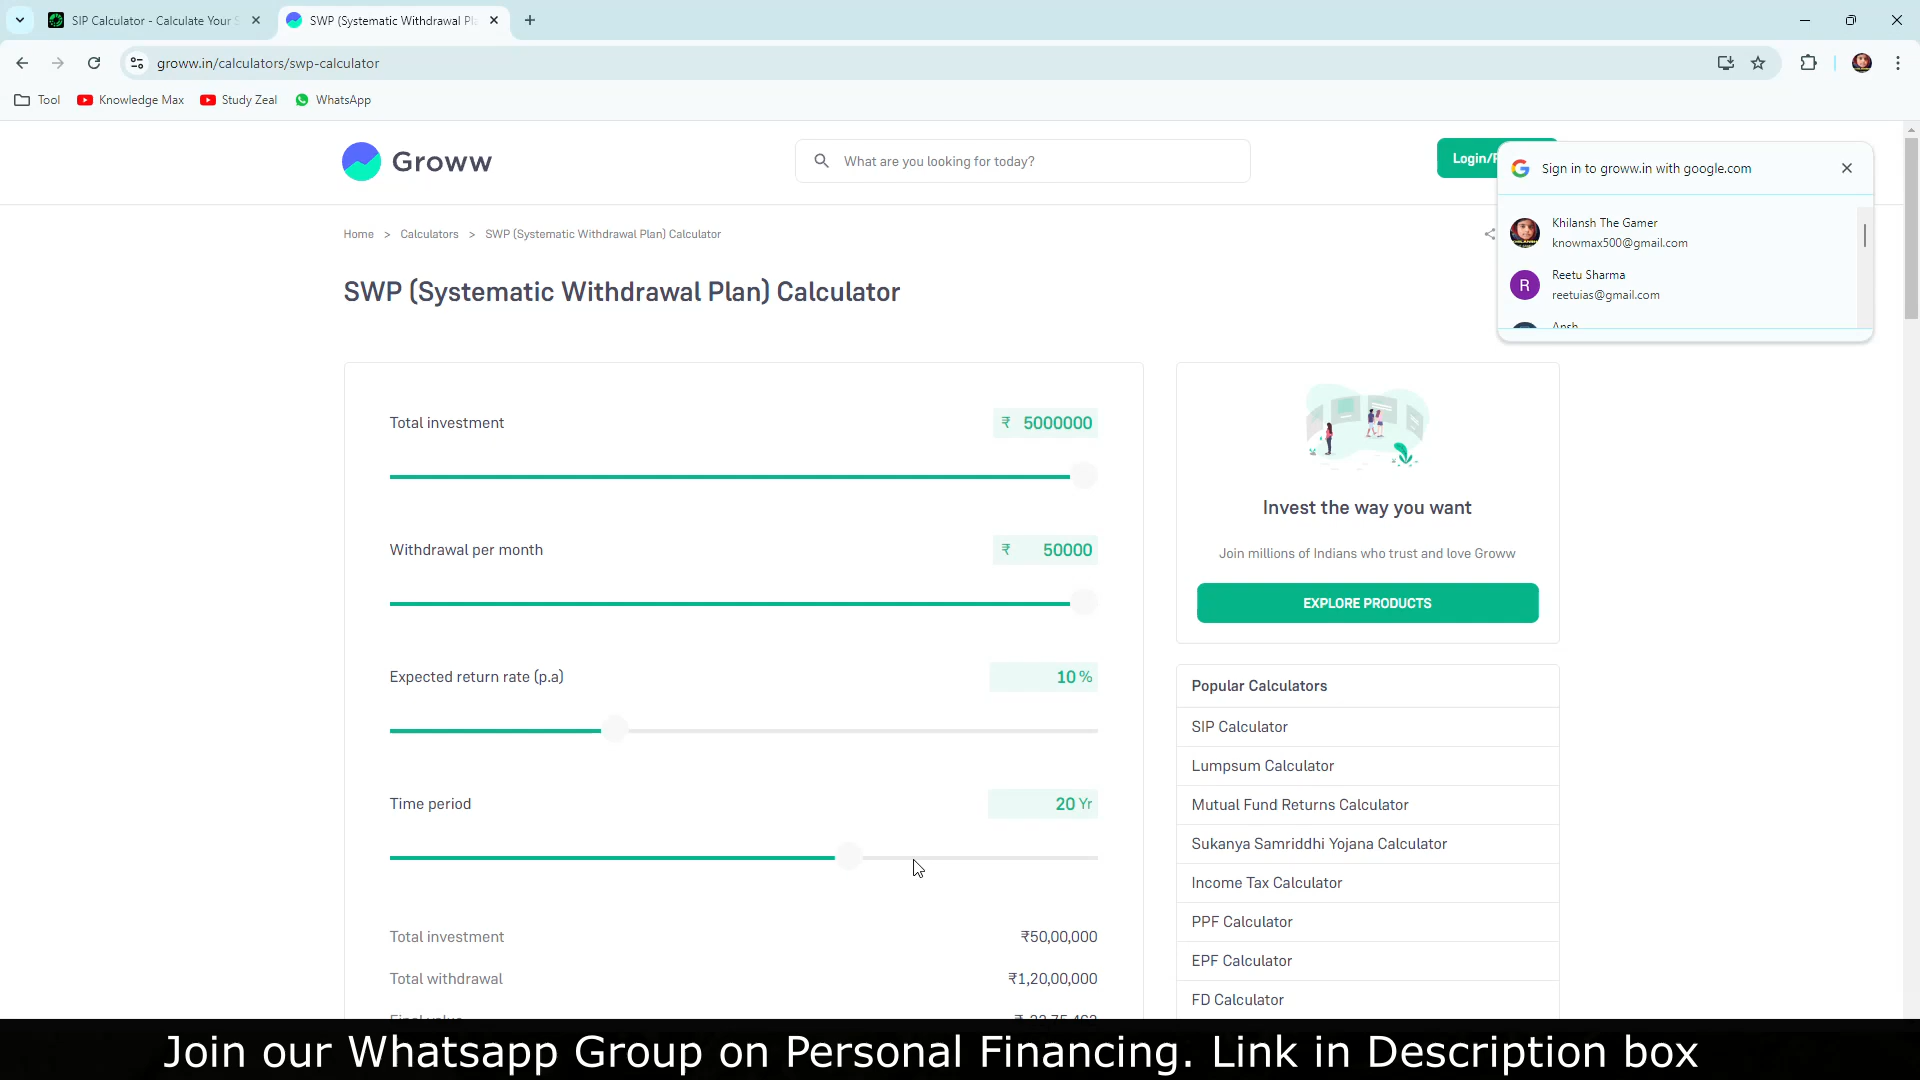 SIP Calculator - Calculate Your S
SWP (Systematic Withdrawal Pl
groww.in/calculators/swp-calculator
Tool
Knowledge Max
Study Zeal
WhatsApp
Groww
What are you looking for today?
Login/R
Sign in to groww.in with google.com
Khilansh The Gamer
knowmax500@gmail.com
R
Reetu Sharma
reetuias@gmail.com
Ansh
Home > Calculators > SWP (Systematic Withdrawal Plan) Calculator
SWP (Systematic Withdrawal Plan) Calculator
Total investment
₹ 5000000
Withdrawal per month
₹ 50000
Expected return rate (p.a)
10 %
Time period
20 Yr
Total investment
₹50,00,000
Total withdrawal
₹1,20,00,000
Final value
Invest the way you want
Join millions of Indians who trust and love Groww
EXPLORE PRODUCTS
Popular Calculators
SIP Calculator
Lumpsum Calculator
Mutual Fund Returns Calculator
Sukanya Samriddhi Yojana Calculator
Income Tax Calculator
PPF Calculator
EPF Calculator
FD Calculator
Join our Whatsapp Group on Personal Financing. Link in Description box